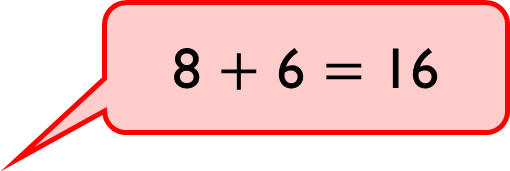 8 + 6 = 16